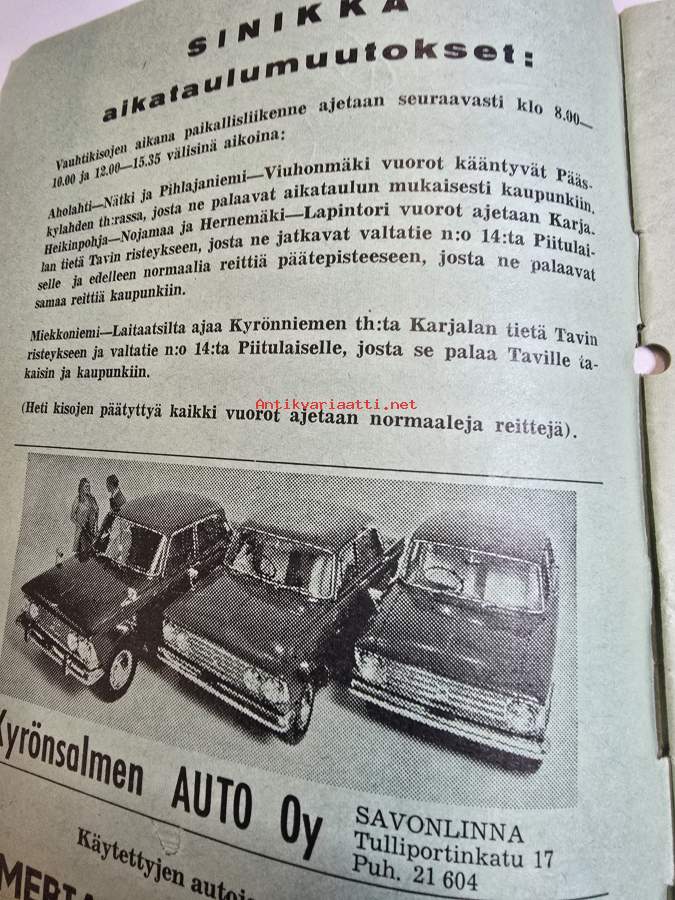 SINIKKA
aikataulumuutokset:
Vauhtikisojen aikana paikallisliikenne ajetaan seuraavasti klo 8.00—
10.00 ja 12.00—15.35 välisinä aikoina:
Aholahti—Nätki ja Pihlajaniemi—Viuhonmäki vuorot kääntyvät Pääs-
kylahden th:rassa, josta ne palaavat aikataulun mukaisesti kaupunkiin.
Heikinpohja—Nojamaa ja Hernemäki—Lapintori vuorot ajetaan Karja-
lan tietä Tavin risteykseen, josta ne jatkavat valtatie n:o 14:ta Piitulai-
selle ja edelleen normaalia reittiä päätepisteeseen, josta ne palaavat
samaa reittiä kaupunkiin.
Miekkoniemi—Laitaatsilta ajaa Kyrönniemen th:ta Karjalan tietä Tavin
risteykseen ja valtatie n:o 14:ta Piitulaiselle, josta se palaa Taville ta-
kaisin ja kaupunkiin.
Antikvariaatti.net
(Heti kisojen päätyttyä kaikki vuorot ajetaan normaaleja reittejä).
Kyrönsalmen AUTO Oy
SAVONLINNA
Tulliportinkatu 17
Puh. 21 604
Käytettyjen